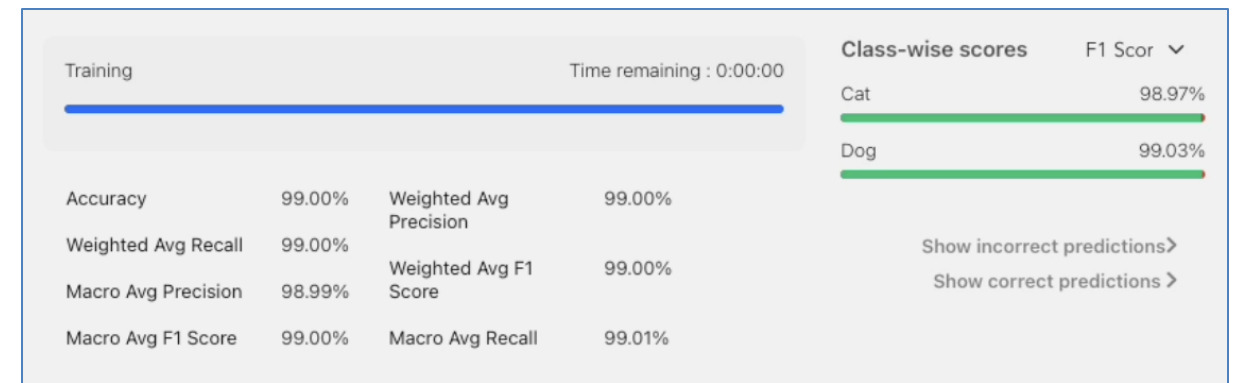 Training Time remaining : 0:00:00
Accuracy 99.00% Weighted Avg Precision 99.00%
Weighted Avg Recall 99.00% Weighted Avg F1 Score 99.00%
Macro Avg Precision 98.99%
Macro Avg F1 Score 99.00% Macro Avg Recall 99.01%
Class-wise scores F1 Scor
Cat 98.97%
Dog 99.03%
Show incorrect predictions>
Show correct predictions >